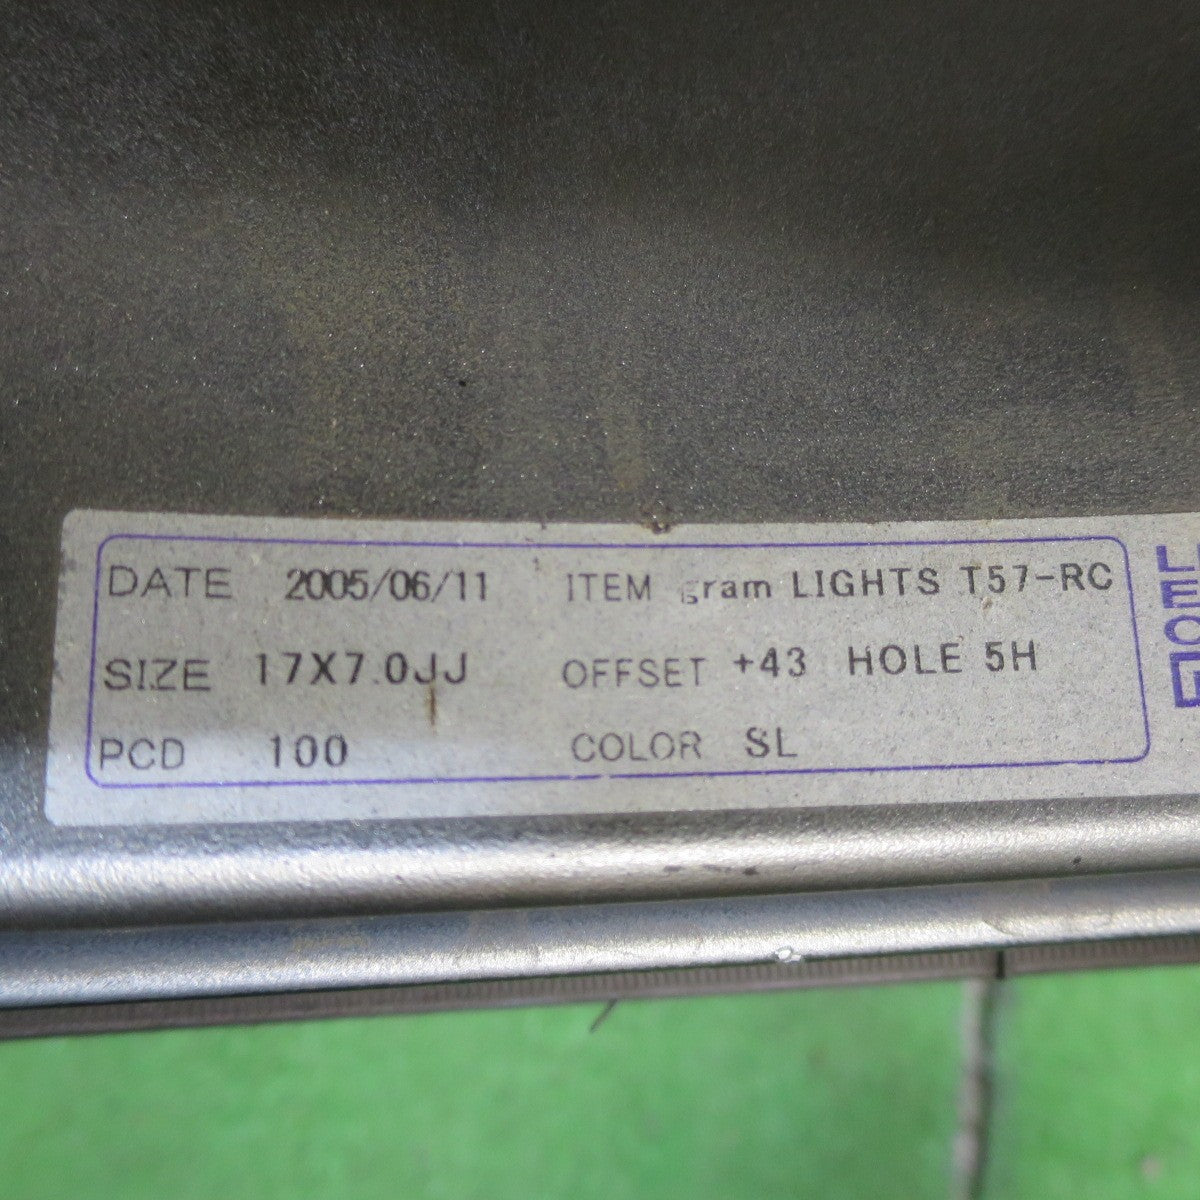 DATE 2005/06/11 ITEM gram LIGHTS T57-RC
SIZE 17X7.0JJ OFFSET +43 HOLE 5H
PCD 100 COLOR SL